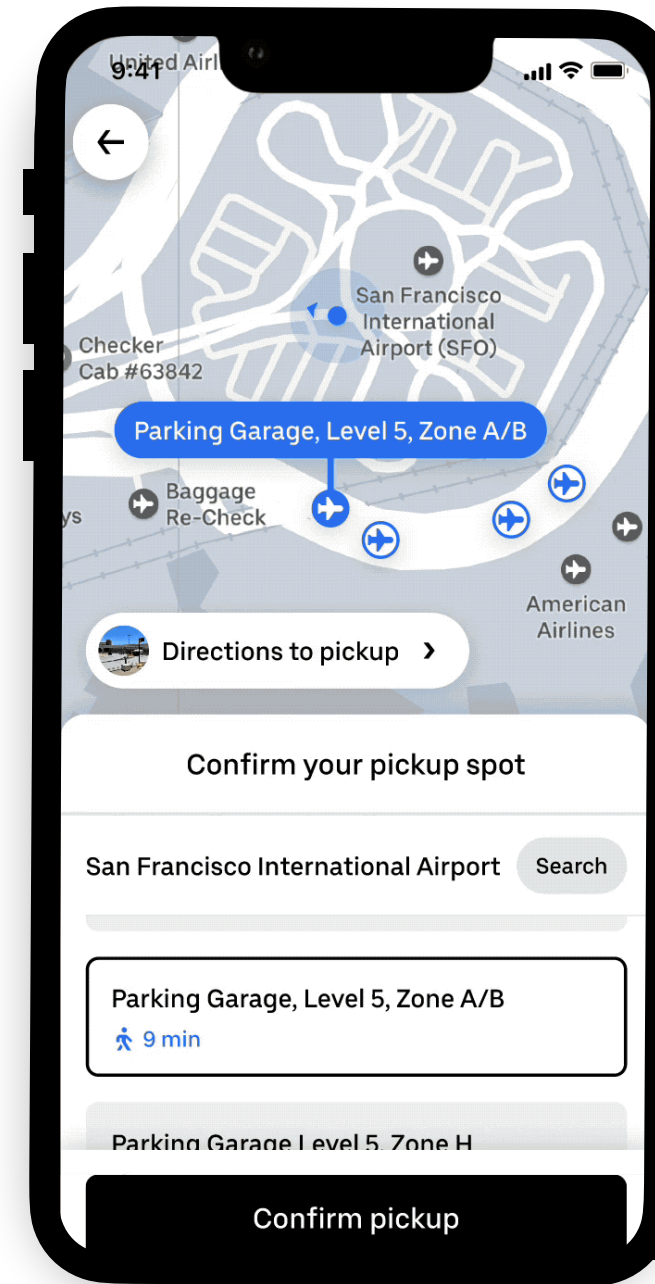 United Airl
9:41
San Francisco
International
Airport (SFO)
Checker
Cab #63842
Parking Garage, Level 5, Zone A/B
Baggage
Re-Check
ys
American
Airlines
Directions to pickup
Confirm your pickup spot
San Francisco International Airport
Search
Parking Garage, Level 5, Zone A/B
9 min
Parking Garage Level 5, Zone H
Confirm pickup